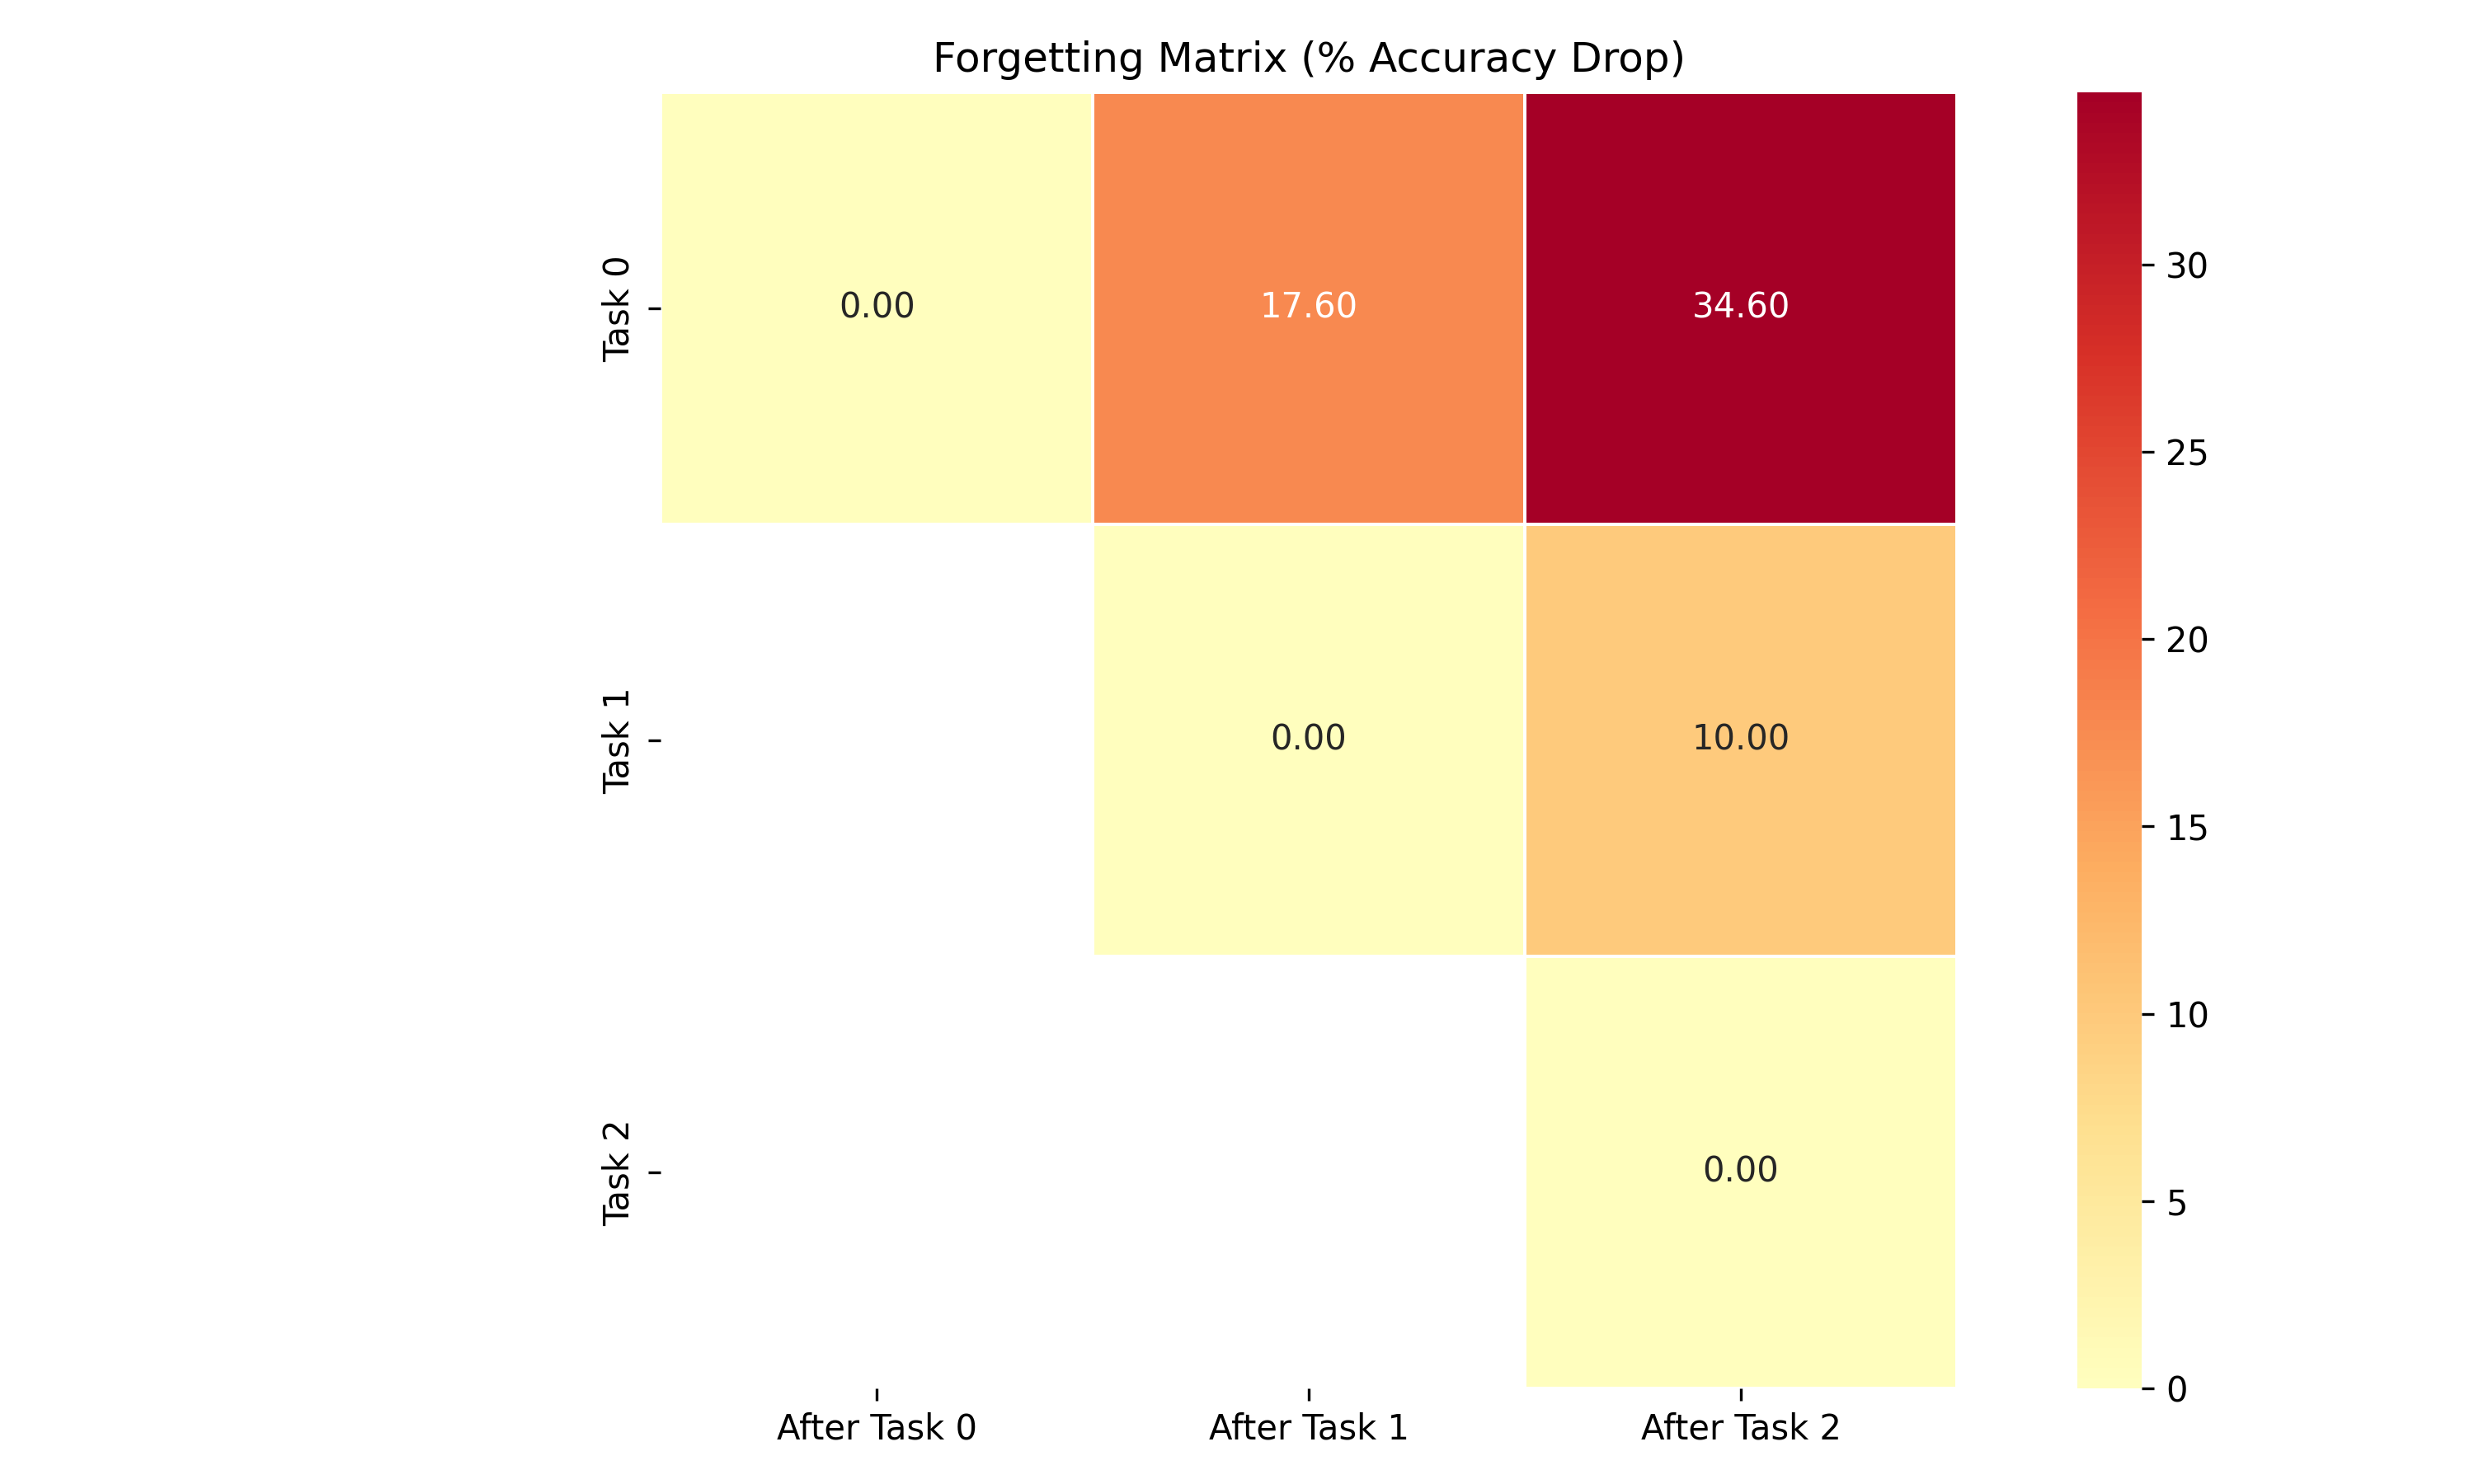 Forgetting Matrix (% Accuracy Drop)
Task 0
0.00
17.60
34.60
Task 1
0.00
10.00
Task 2
0.00
After Task 0
After Task 1
After Task 2
30
25
20
15
10
5
0